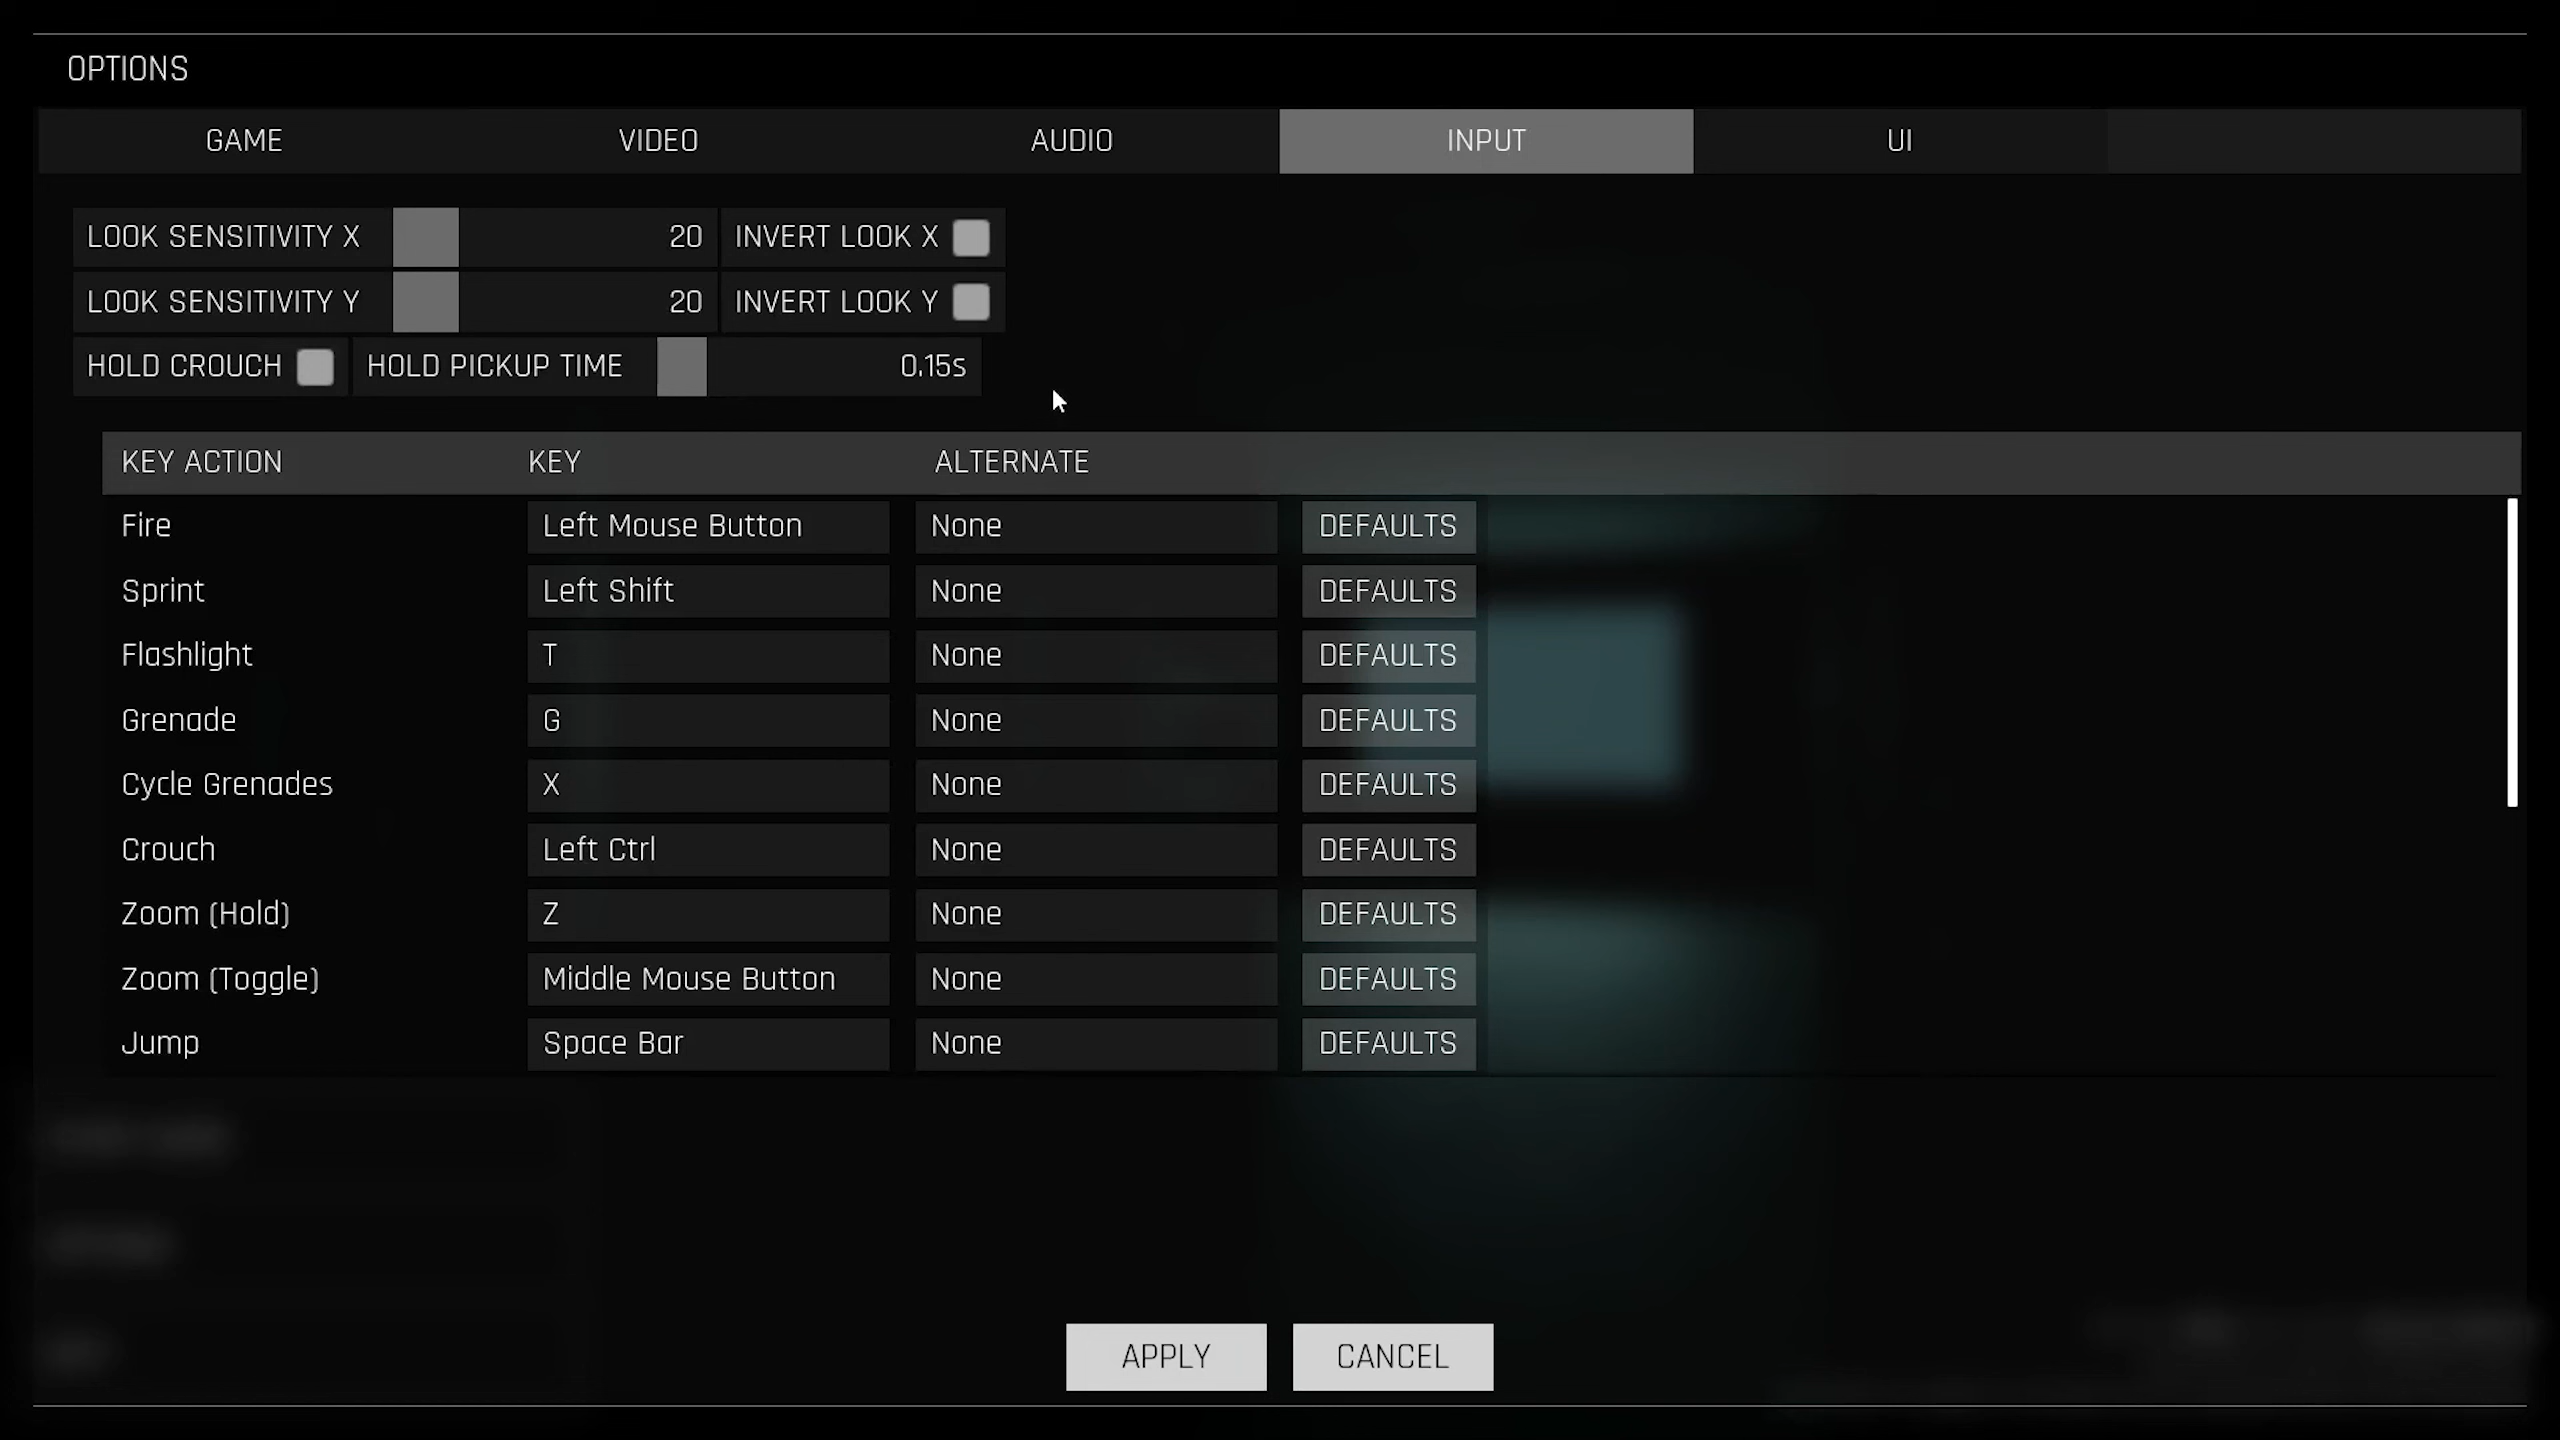 OPTIONS
GAME VIDEO AUDIO INPUT UI
LOOK SENSITIVITY X 20 INVERT LOOK X
LOOK SENSITIVITY Y 20 INVERT LOOK Y
HOLD CROUCH HOLD PICKUP TIME 0.15s
KEY ACTION KEY ALTERNATE
Fire Left Mouse Button None DEFAULTS
Sprint Left Shift None DEFAULTS
Flashlight T None DEFAULTS
Grenade G None DEFAULTS
Cycle Grenades X None DEFAULTS
Crouch Left Ctrl None DEFAULTS
Zoom (Hold) Z None DEFAULTS
Zoom (Toggle) Middle Mouse Button None DEFAULTS
Jump Space Bar None DEFAULTS
APPLY CANCEL